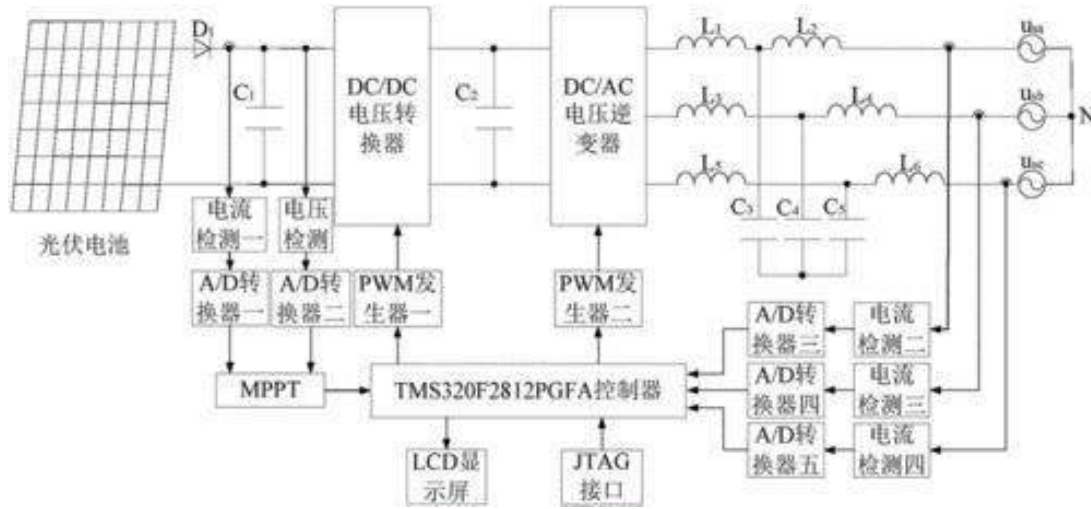 D₁
L₁
L₂
uₛₐ
C₁
DC/DC
电压转
换器
C₂
DC/AC
电压逆
变器
L₃
L₄
uₛb
N
L₅
L₆
uₛc
C₃
C₄
C₅
光伏电池
电流
检测一
电压
检测
A/D转
换器一
A/D转
换器二
PWM发
生器一
PWM发
生器二
A/D转
换器三
电流
检测二
MPPT
TMS320F2812PGFA控制器
A/D转
换器四
电流
检测三
A/D转
换器五
电流
检测四
LCD显
示屏
JTAG
接口